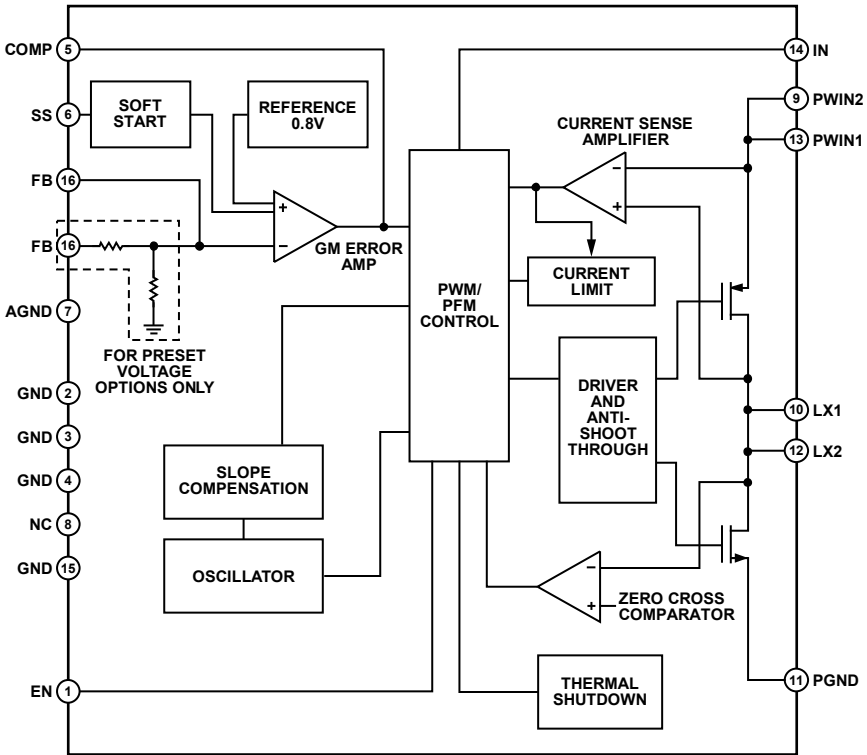 COMP 5
14 IN
SOFT
START
REFERENCE
0.8V
SS 6
9 PWIN2
CURRENT SENSE
AMPLIFIER
13 PWIN1
FB 16
–
+
+
–
GM ERROR
AMP
FB 16
AGND 7
FOR PRESET
VOLTAGE
OPTIONS ONLY
CURRENT
LIMIT
PWM/
PFM
CONTROL
GND 2
GND 3
GND 4
NC 8
GND 15
DRIVER
AND
ANTI-
SHOOT
THROUGH
10 LX1
12 LX2
SLOPE
COMPENSATION
OSCILLATOR
–
+
ZERO CROSS
COMPARATOR
EN 1
THERMAL
SHUTDOWN
11 PGND